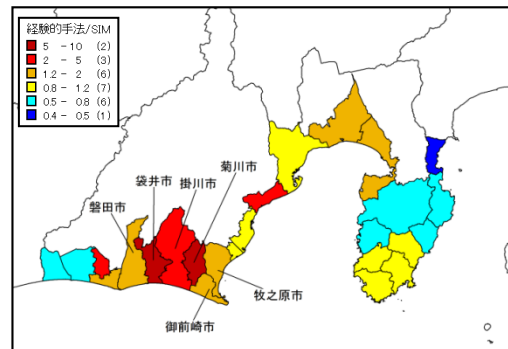 経験的手法/SIM
5 - 10 (2)
2 - 5 (3)
1.2 - 2 (6)
0.8 - 1.2 (7)
0.5 - 0.8 (6)
0.4 - 0.5 (1)
菊川市
掛川市
袋井市
磐田市
牧之原市
御前崎市